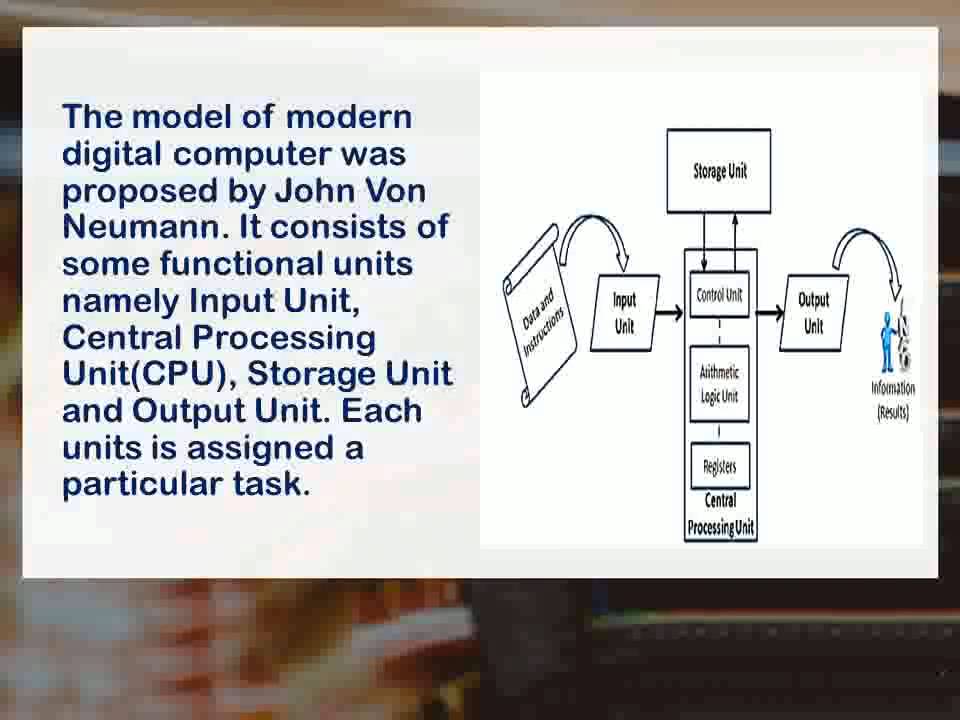 The model of modern
digital computer was
proposed by John Von
Neumann. It consists of
some functional units
namely Input Unit,
Central Processing
Unit(CPU), Storage Unit
and Output Unit. Each
units is assigned a
particular task.
Storage Unit
Data and
Instructions
Input
Unit
Control Unit
Arithmetic
Logic Unit
Registers
Central
Processing Unit
Output
Unit
Information
(Results)